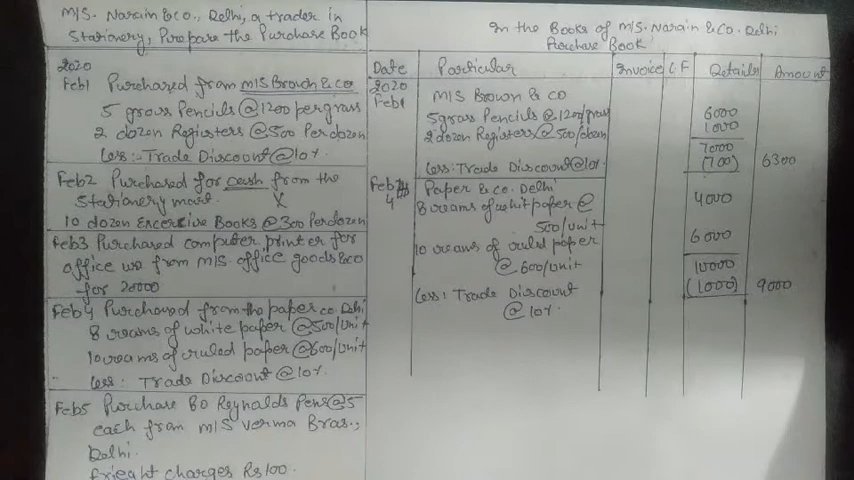 M/S. Narain & co., Delhi, a trader in
Stationery, Prepare the Purchase Book
2020
Feb1 Purchased from M/S Brown & co
5 gross Pencils @ 1200 per gross
2 dozen Registers @ 500 Per dozen
Less :- Trade Discount @ 10%
Feb2 Purchased for cash from the
Stationery mart. X
10 dozen Excersive Books @ 300 Per dozen
Feb3 Purchased computer printer for
office use from M/S. office goods & co
for 20000
Feb4 Purchased from the paper co. Delhi
8 reams of white paper @ 500/unit
10 reams of ruled paper @ 600/unit
Less : Trade Discount @ 10%
Feb5 Purchase 80 Reynalds Pens @ 5
each from M/S Verma Bras.,
Delhi.
frieght charges Rs 100.
In the Books of M/S. Narain & Co. Delhi
Purchase Book
Date Particular Invoice L F Details Amount
2020
Feb1 M/S Brown & co
5 gross Pencils @ 1200/gross 6000
2 dozen Registers @ 500/dozen 1000
7000
Less : Trade Discount @ 10% (700) 6300
Feb Paper & co. Delhi
4 8 reams of whit paper @ 4000
500/unit
10 reams of ruled paper 6000
@ 600/unit 10000
Less : Trade Discount (1000) 9000
@ 10%.